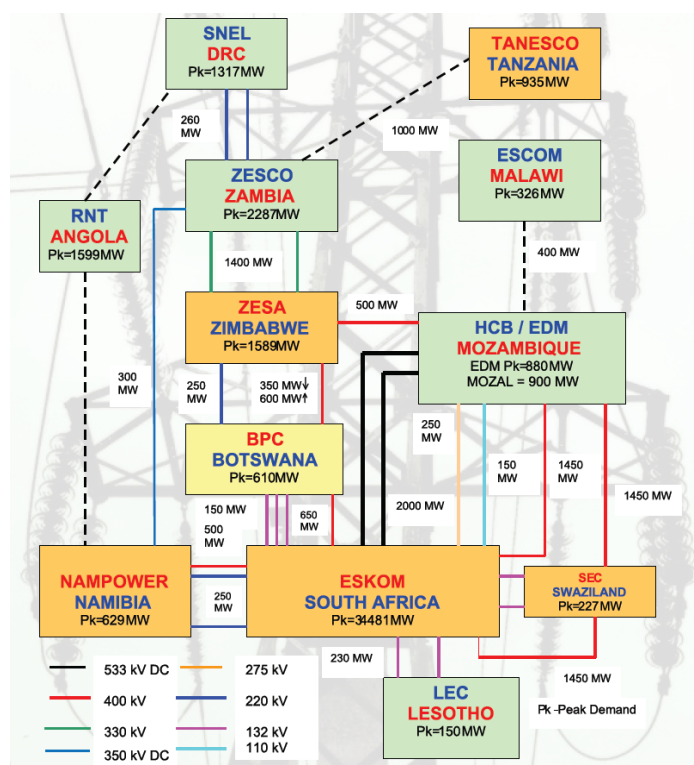 SNEL
DRC
Pk=1317MW
TANESCO
TANZANIA
Pk=935MW
260
MW
1000 MW
ZESCO
ZAMBIA
Pk=2287MW
ESCOM
MALAWI
Pk=326MW
RNT
ANGOLA
Pk=1599MW
1400 MW
400 MW
ZESA
ZIMBABWE
Pk=1589MW
500 MW
HCB / EDM
MOZAMBIQUE
EDM Pk=880MW
MOZAL = 900 MW
300
MW
250
MW
350 MW↓
600 MW↑
BPC
BOTSWANA
Pk=610MW
250
MW
150
MW
1450
MW
1450 MW
150 MW
500
MW
650
MW
2000 MW
NAMPOWER
NAMIBIA
Pk=629MW
250
MW
ESKOM
SOUTH AFRICA
Pk=34481MW
SEC
SWAZILAND
Pk=227MW
230 MW
1450 MW
LEC
LESOTHO
Pk=150MW
Pk -Peak Demand
533 kV DC
275 kV
400 kV
220 kV
330 kV
132 kV
350 kV DC
110 kV